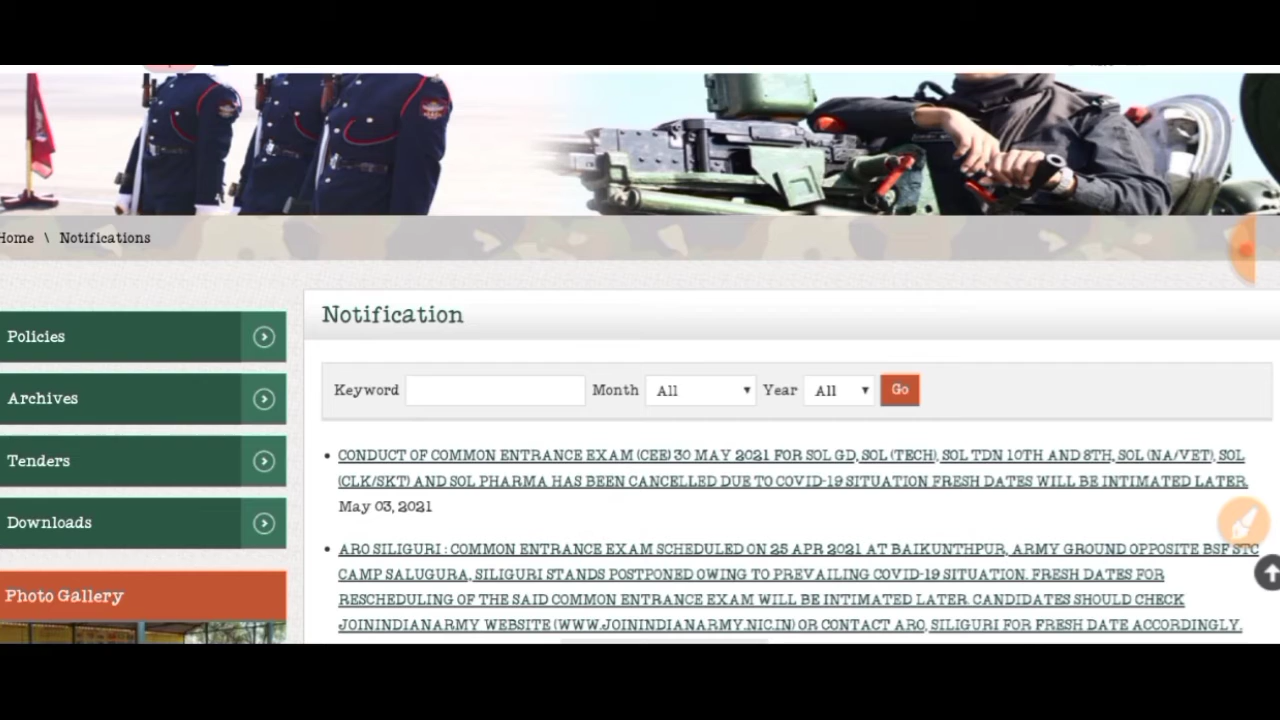 Home \ Notifications
Notification
Policies
Archives
Tenders
Downloads
Photo Gallery
Keyword Month All Year All Go
CONDUCT OF COMMON ENTRANCE EXAM (CEE) 30 MAY 2021 FOR SOL GD, SOL (TECH), SOL TDN 10TH AND 8TH, SOL (NA/VET), SOL
(CLK/SKT) AND SOL PHARMA HAS BEEN CANCELLED DUE TO COVID-19 SITUATION FRESH DATES WILL BE INTIMATED LATER.
May 03, 2021
ARO SILIGURI : COMMON ENTRANCE EXAM SCHEDULED ON 25 APR 2021 AT BAIKUNTHPUR, ARMY GROUND OPPOSITE BSF STC
CAMP SALUGURA, SILIGURI STANDS POSTPONED OWING TO PREVAILING COVID-19 SITUATION. FRESH DATES FOR
RESCHEDULING OF THE SAID COMMON ENTRANCE EXAM WILL BE INTIMATED LATER. CANDIDATES SHOULD CHECK
JOININDIANARMY WEBSITE (WWW.JOININDIANARMY.NIC.IN) OR CONTACT ARO, SILIGURI FOR FRESH DATE ACCORDINGLY.